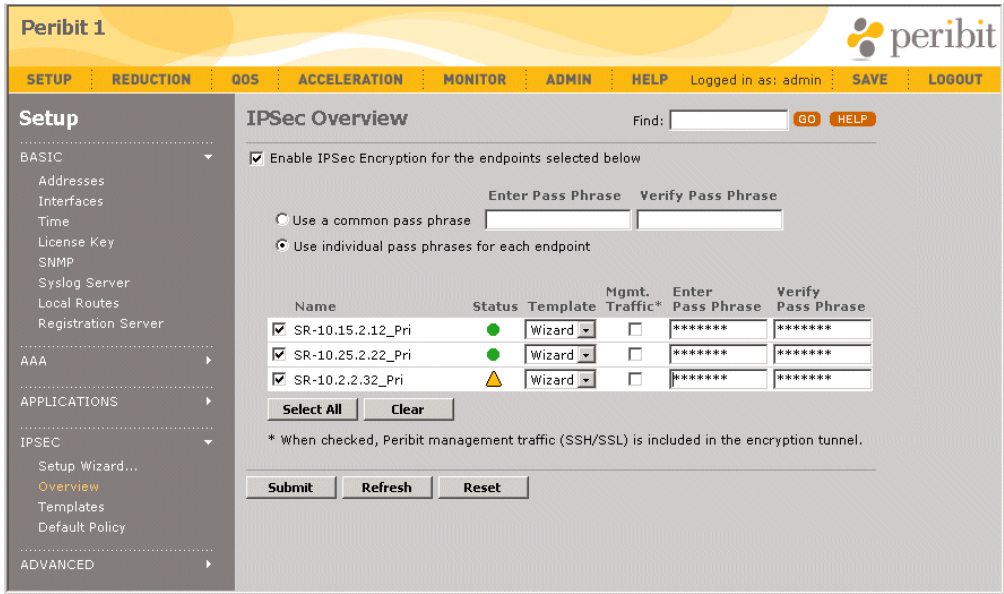 Peribit 1
peribit
SETUP REDUCTION QOS ACCELERATION MONITOR ADMIN HELP Logged in as: admin SAVE LOGOUT
Setup
BASIC
Addresses
Interfaces
Time
License Key
SNMP
Syslog Server
Local Routes
Registration Server
AAA
APPLICATIONS
IPSEC
Setup Wizard...
Overview
Templates
Default Policy
ADVANCED
IPSec Overview Find: GO HELP
Enable IPSec Encryption for the endpoints selected below
Enter Pass Phrase Verify Pass Phrase
Use a common pass phrase
Use individual pass phrases for each endpoint
Name Status Template Mgmt. Traffic* Enter Pass Phrase Verify Pass Phrase
SR-10.15.2.12_Pri Wizard ******* *******
SR-10.25.2.22_Pri Wizard ******* *******
SR-10.2.2.32_Pri Wizard ******* *******
Select All Clear
* When checked, Peribit management traffic (SSH/SSL) is included in the encryption tunnel.
Submit Refresh Reset